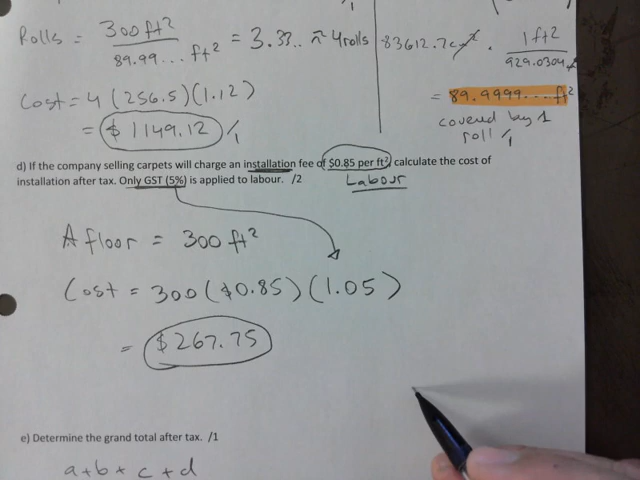 Rolls = 300 ft² / 89.99... ft² = 3.33.. ≈ 4 rolls
Cost = 4 (256.5)(1.12)
= $1149.12 /1
83612.7 cm² · 1 ft² / 929.0304
= 89.9999.... ft²
covered by 1
roll /1
d) If the company selling carpets will charge an installation fee of $0.85 per ft², calculate the cost of
installation after tax. Only GST (5%) is applied to labour. /2
Labour
A floor = 300 ft²
Cost = 300 ($0.85) (1.05)
= $267.75
e) Determine the grand total after tax. /1
a+b+c+d